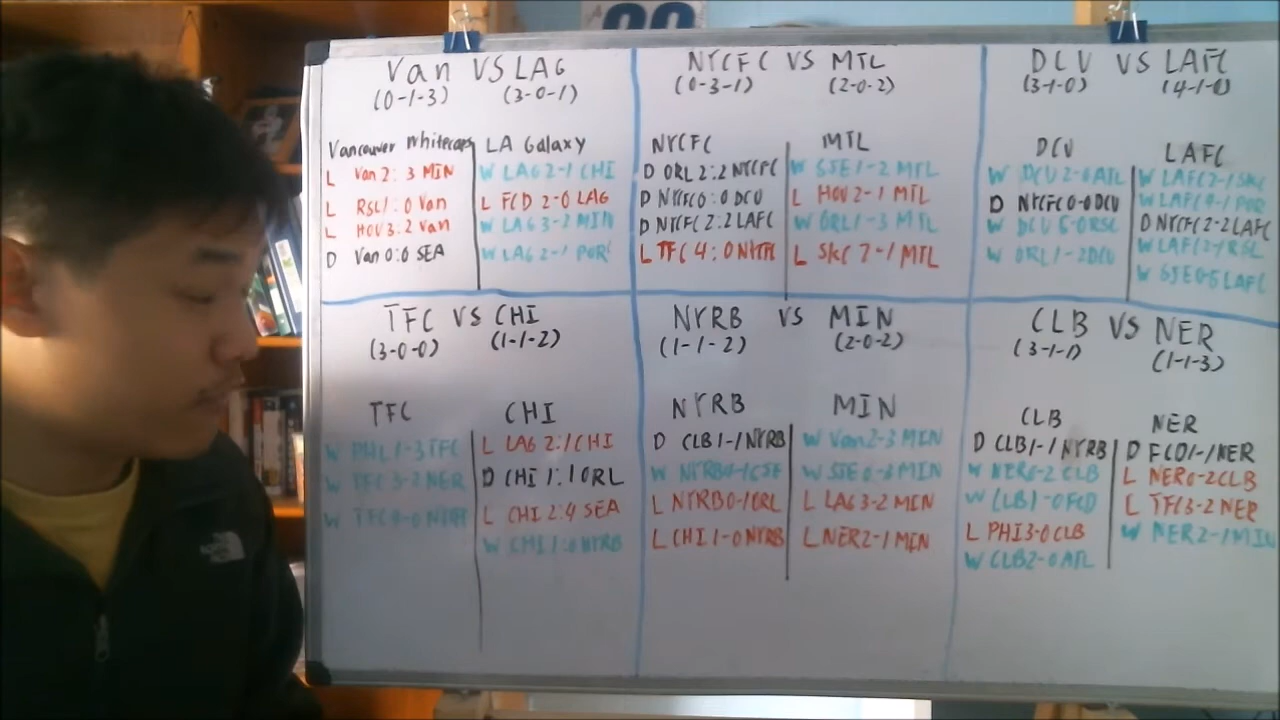 Van VS LAG
(0-1-3) (3-0-1)
Vancouver Whitecaps
L Van 2:3 MIN
L RSL 1:0 Van
L HOU 3:2 Van
D Van 0:0 SEA
LA Galaxy
W LAG 2-1 CHI
L FCD 2-0 LAG
W LAG 3-2 MIN
W LAG 2-1 POR
NYCFC VS MTL
(0-3-1) (2-0-2)
NYCFC
D ORL 2:2 NYCFC
D NYCFC 0:0 DCU
D NYCFC 2:2 LAFC
L TFC 4:0 NYCFC
MTL
W SJE 1-2 MTL
L HOU 2-1 MTL
W ORL 1-3 MTL
L SKC 7-1 MTL
DCU VS LAFC
(3-1-0) (4-1-0)
DCU
W DCU 2-0 ATL
D NYCFC 0-0 DCU
W DCU 5-0 RSL
W ORL 1-2 DCU
LAFC
W LAFC 2-1 SKC
W LAFC 4-1 POR
D NYCFC 2-2 LAFC
W LAFC 2-1 RSL
W SJE 0-5 LAFC
TFC VS CHI
(3-0-0) (1-1-2)
TFC
W PHL 1-3 TFC
W TFC 3-2 NER
W TFC 4-0 NYCFC
CHI
L LAG 2:1 CHI
D CHI 1:1 ORL
L CHI 2:4 SEA
W CHI 1:0 NYRB
NYRB VS MIN
(1-1-2) (2-0-2)
NYRB
D CLB 1-1 NYRB
W NYRB
L NYRB 0-1 ORL
L CHI 1-0 NYRB
MIN
W Van 2-3 MIN
W SJE 0-3 MIN
L LAG 3-2 MIN
L NER 2-1 MIN
CLB VS NER
(3-1-1) (1-1-3)
CLB
D CLB 1-1 NYRB
W NER 0-2 CLB
W CLB 1-0 FCD
L PHI 3-0 CLB
W CLB 2-0 ATL
NER
D FCD 1-1 NER
L NER 0-2 CLB
L TFC 3-2 NER
W NER 2-1 MIN